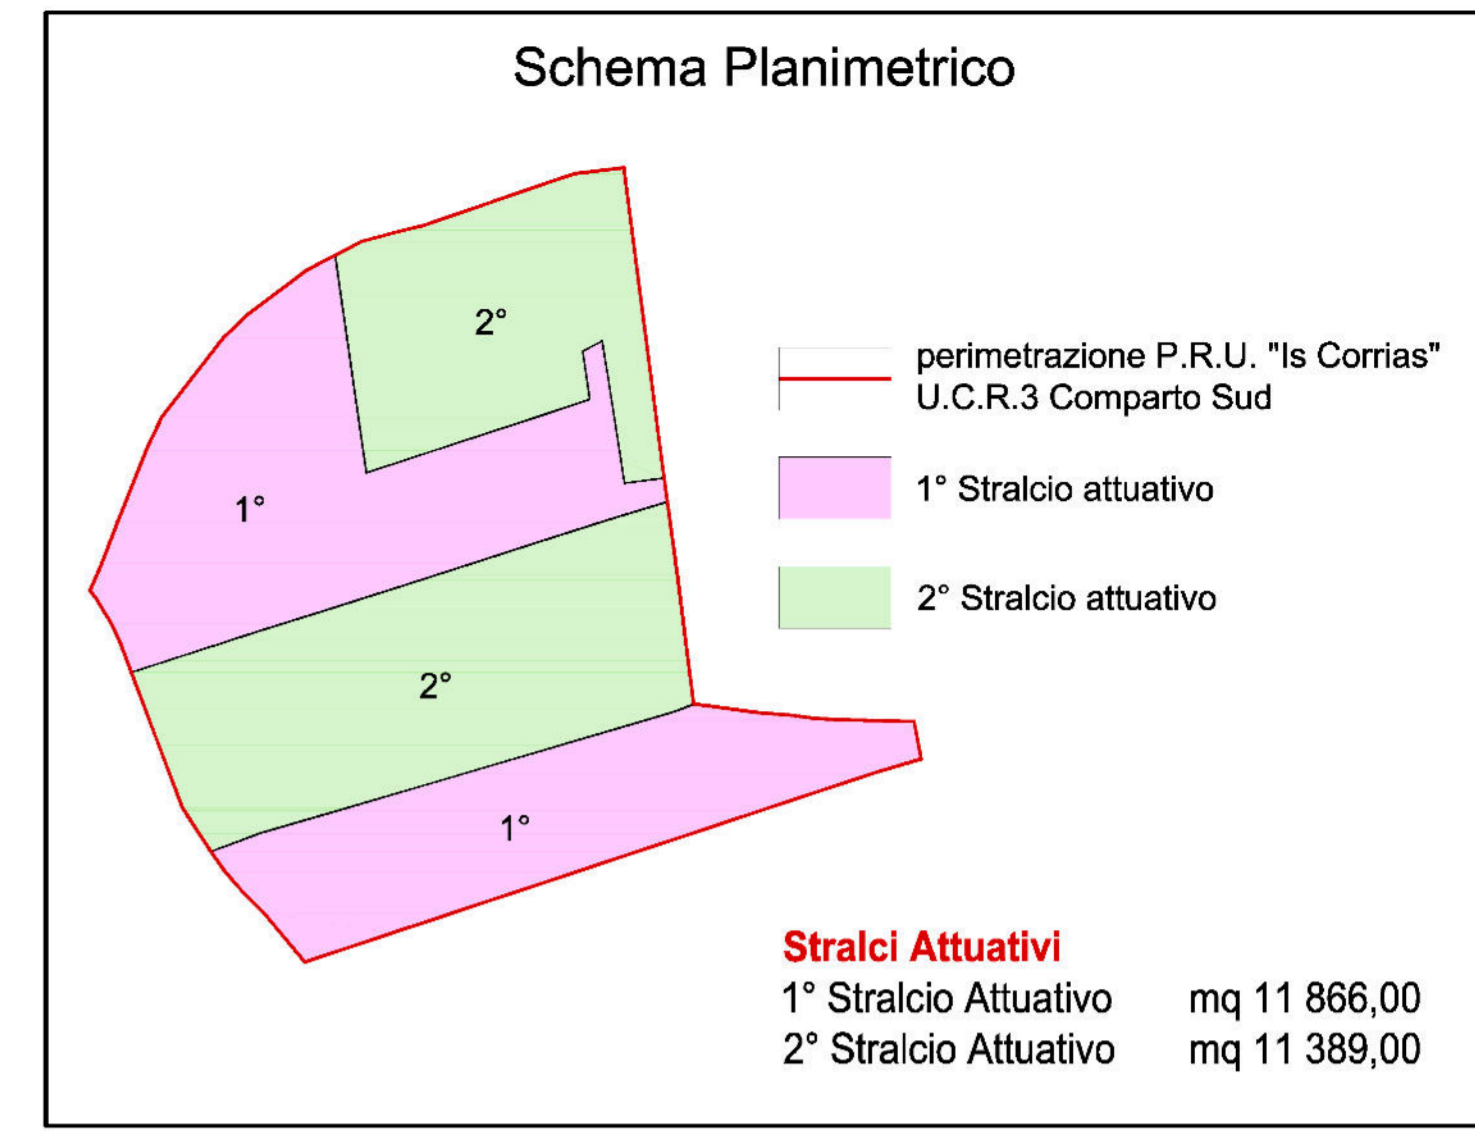 Schema Planimetrico
2°
perimetrazione P.R.U. "Is Corrias"
U.C.R.3 Comparto Sud
1° Stralcio attuativo
1°
2° Stralcio attuativo
2°
1°
Stralci Attuativi
1° Stralcio Attuativo mq 11 866,00
2° Stralcio Attuativo mq 11 389,00